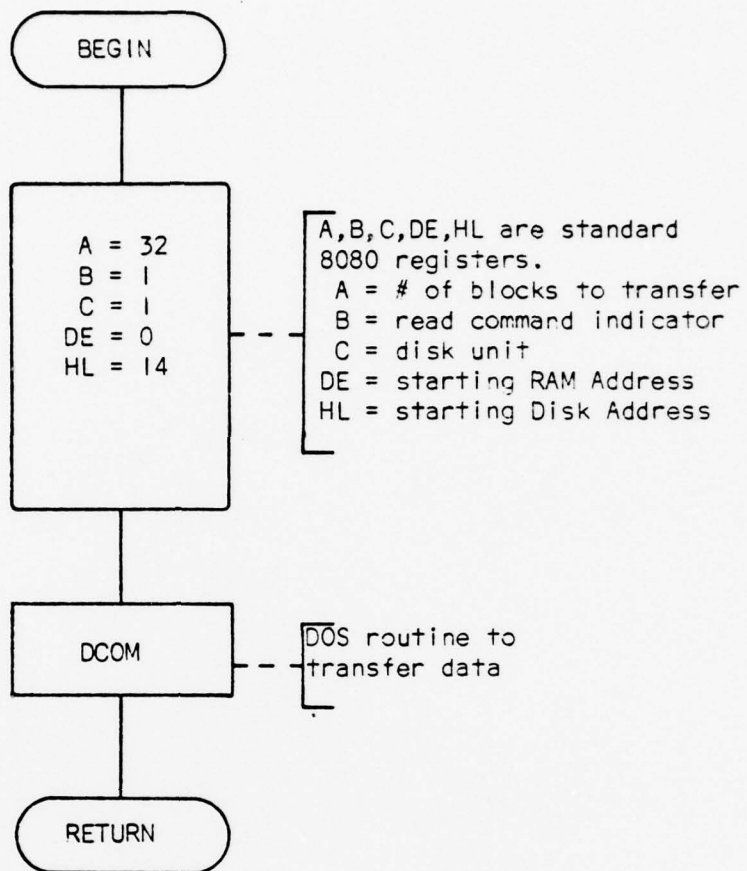 BEGIN
A = 32
B = 1
C = 1
DE = 0
HL = 14
A,B,C,DE,HL are standard
8080 registers.
A = # of blocks to transfer
B = read command indicator
C = disk unit
DE = starting RAM Address
HL = starting Disk Address
DCOM
DOS routine to
transfer data
RETURN